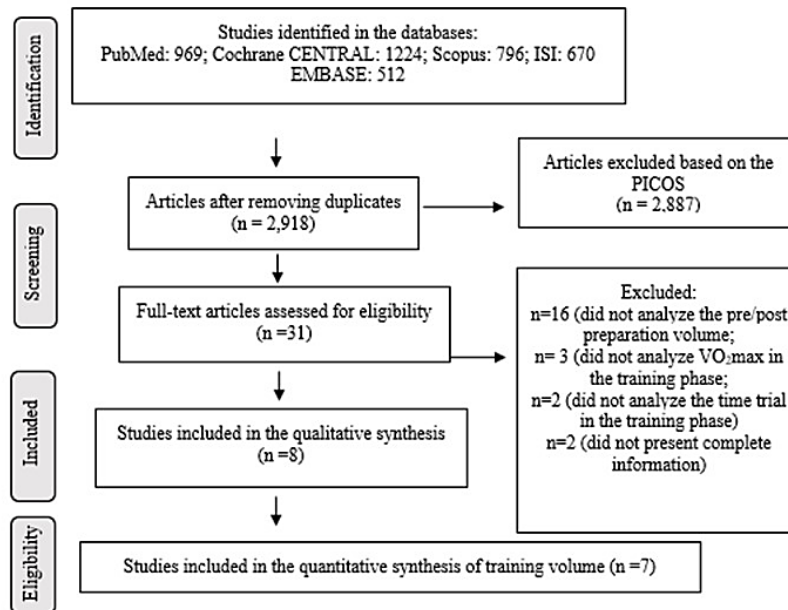 Identification
Studies identified in the databases:
PubMed: 969; Cochrane CENTRAL: 1224; Scopus: 796, ISI: 670
EMBASE: 512
Screening
Articles after removing duplicates
(n = 2,918)
Articles excluded based on the
PICOS
(n = 2,887)
Full-text articles assessed for eligibility
(n =31)
Excluded:
n=16 (did not analyze the pre/post
preparation volume;
n= 3 (did not analyze VO₂max in
the training phase;
n=2 (did not analyze the time trial
in the training phase)
n=2 (did not present complete
information)
Included
Studies included in the qualitative synthesis
(n =8)
Eligibility
Studies included in the quantitative synthesis of training volume (n =7)